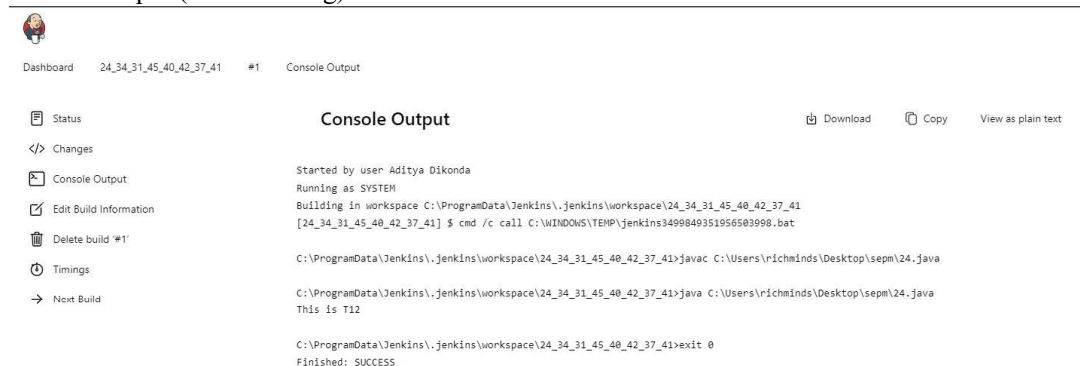 Dashboard 24_34_31_45_40_42_37_41 #1 Console Output
Status
Changes
Console Output
Edit Build Information
Delete build '#1'
Timings
Next Build
Console Output
Download Copy View as plain text
Started by user Aditya Dikonda
Running as SYSTEM
Building in workspace C:\ProgramData\Jenkins\.jenkins\workspace\24_34_31_45_40_42_37_41
[24_34_31_45_40_42_37_41] $ cmd /c call C:\WINDOWS\TEMP\jenkins3499849351956503998.bat
C:\ProgramData\Jenkins\.jenkins\workspace\24_34_31_45_40_42_37_41>javac C:\Users\richminds\Desktop\sepm\24.java
C:\ProgramData\Jenkins\.jenkins\workspace\24_34_31_45_40_42_37_41>java C:\Users\richminds\Desktop\sepm\24.java
This is T12
C:\ProgramData\Jenkins\.jenkins\workspace\24_34_31_45_40_42_37_41>exit 0
Finished: SUCCESS